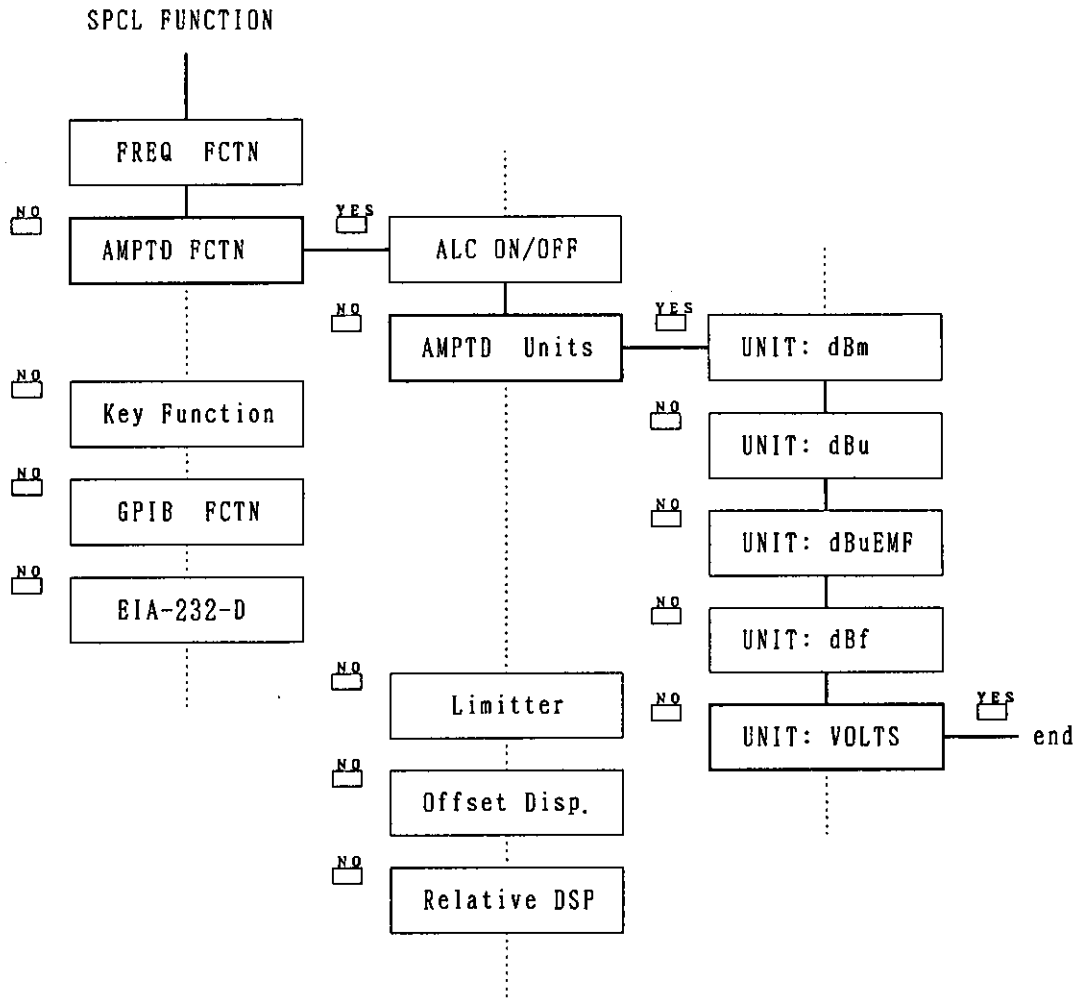 SPCL FUNCTION
FREQ FCTN
NO
AMPTD FCTN
YES
ALC ON/OFF
NO
AMPTD Units
YES
UNIT: dBm
NO
Key Function
NO
UNIT: dBu
NO
GPIB FCTN
NO
UNIT: dBuEMF
NO
EIA-232-D
NO
UNIT: dBf
NO
Limitter
NO
UNIT: VOLTS
YES
end
NO
Offset Disp.
NO
Relative DSP